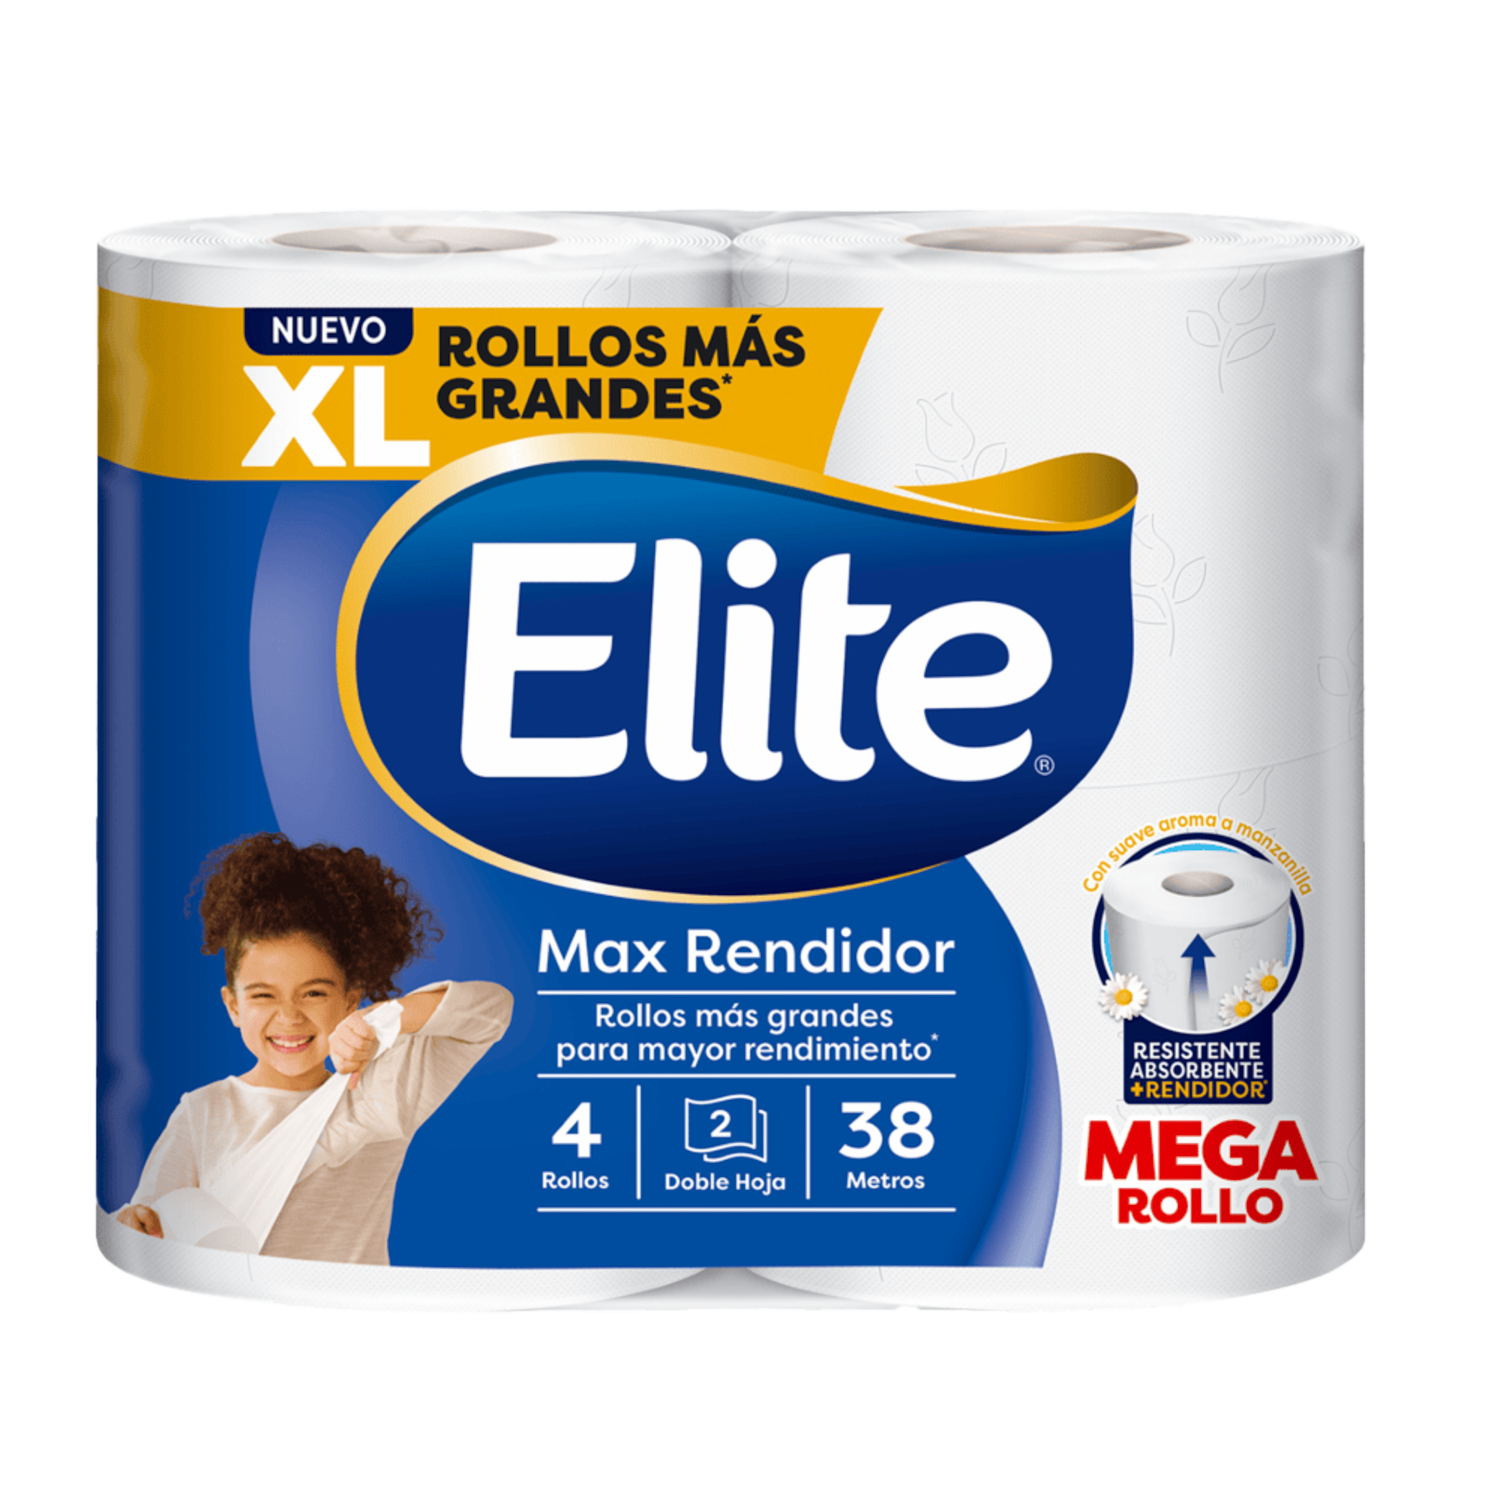 NUEVO
XL
ROLLOS MÁS
GRANDES*
Elite®
Max Rendidor
Rollos más grandes
para mayor rendimiento*
4
Rollos
2
Doble Hoja
38
Metros
Con suave aroma a manzanilla
RESISTENTE
ABSORBENTE
+RENDIDOR*
MEGA
ROLLO